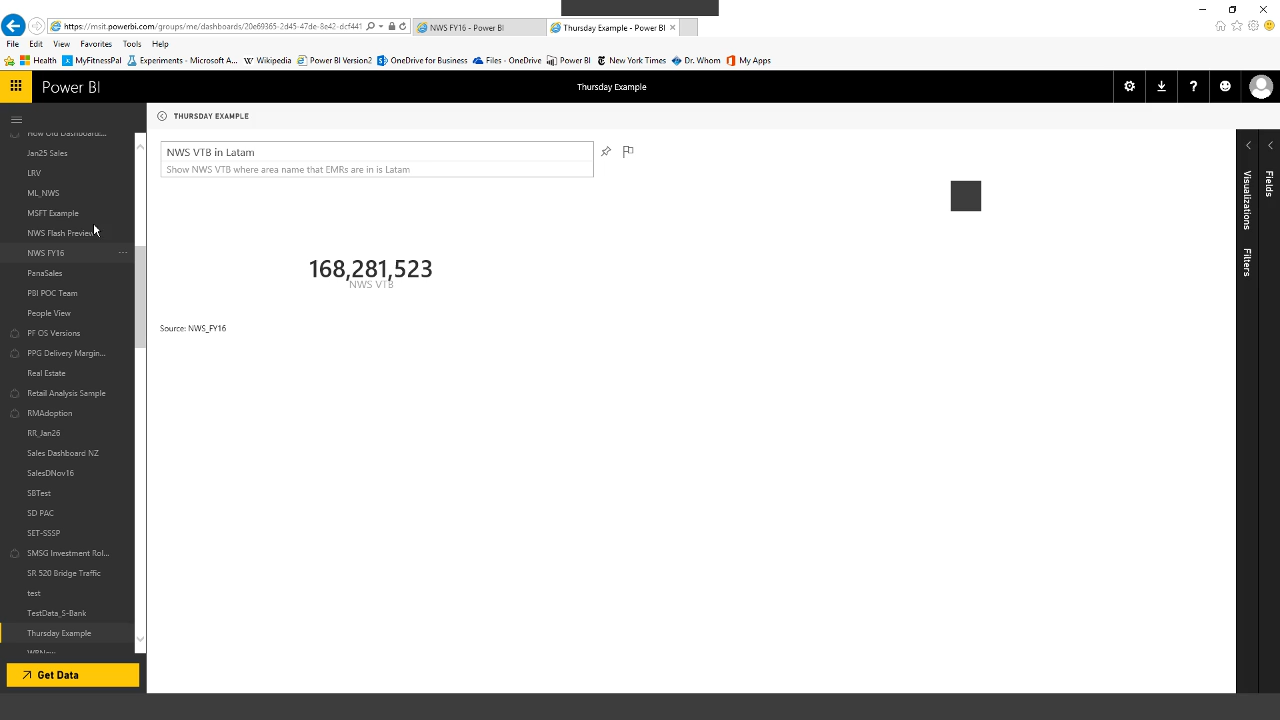 https://msit.powerbi.com/groups/me/dashboards/20e69365-2d45-47de-8e42-dcf441
NWS FY16 - Power BI
Thursday Example - Power BI
File Edit View Favorites Tools Help
Health
MyFitnessPal
Experiments - Microsoft A...
Wikipedia
Power BI Version2
OneDrive for Business
Files - OneDrive
Power BI
New York Times
Dr. Whom
My Apps
Power BI
Thursday Example
THURSDAY EXAMPLE
Jan25 Sales
LRV
ML_NWS
MSFT Example
NWS Flash Preview
NWS FY16
PanaSales
PBI POC Team
People View
PF OS Versions
PPG Delivery Margin...
Real Estate
Retail Analysis Sample
RMAdoption
RR_Jan26
Sales Dashboard NZ
SalesDNov16
SBTest
SD PAC
SET-SSSP
SMSG Investment Rol...
SR 520 Bridge Traffic
test
TestData_S-Bank
Thursday Example
Get Data
NWS VTB in Latam
Show NWS VTB where area name that EMRs are in is Latam
168,281,523
NWS VTB
Source: NWS_FY16
Visualizations
Filters
Fields